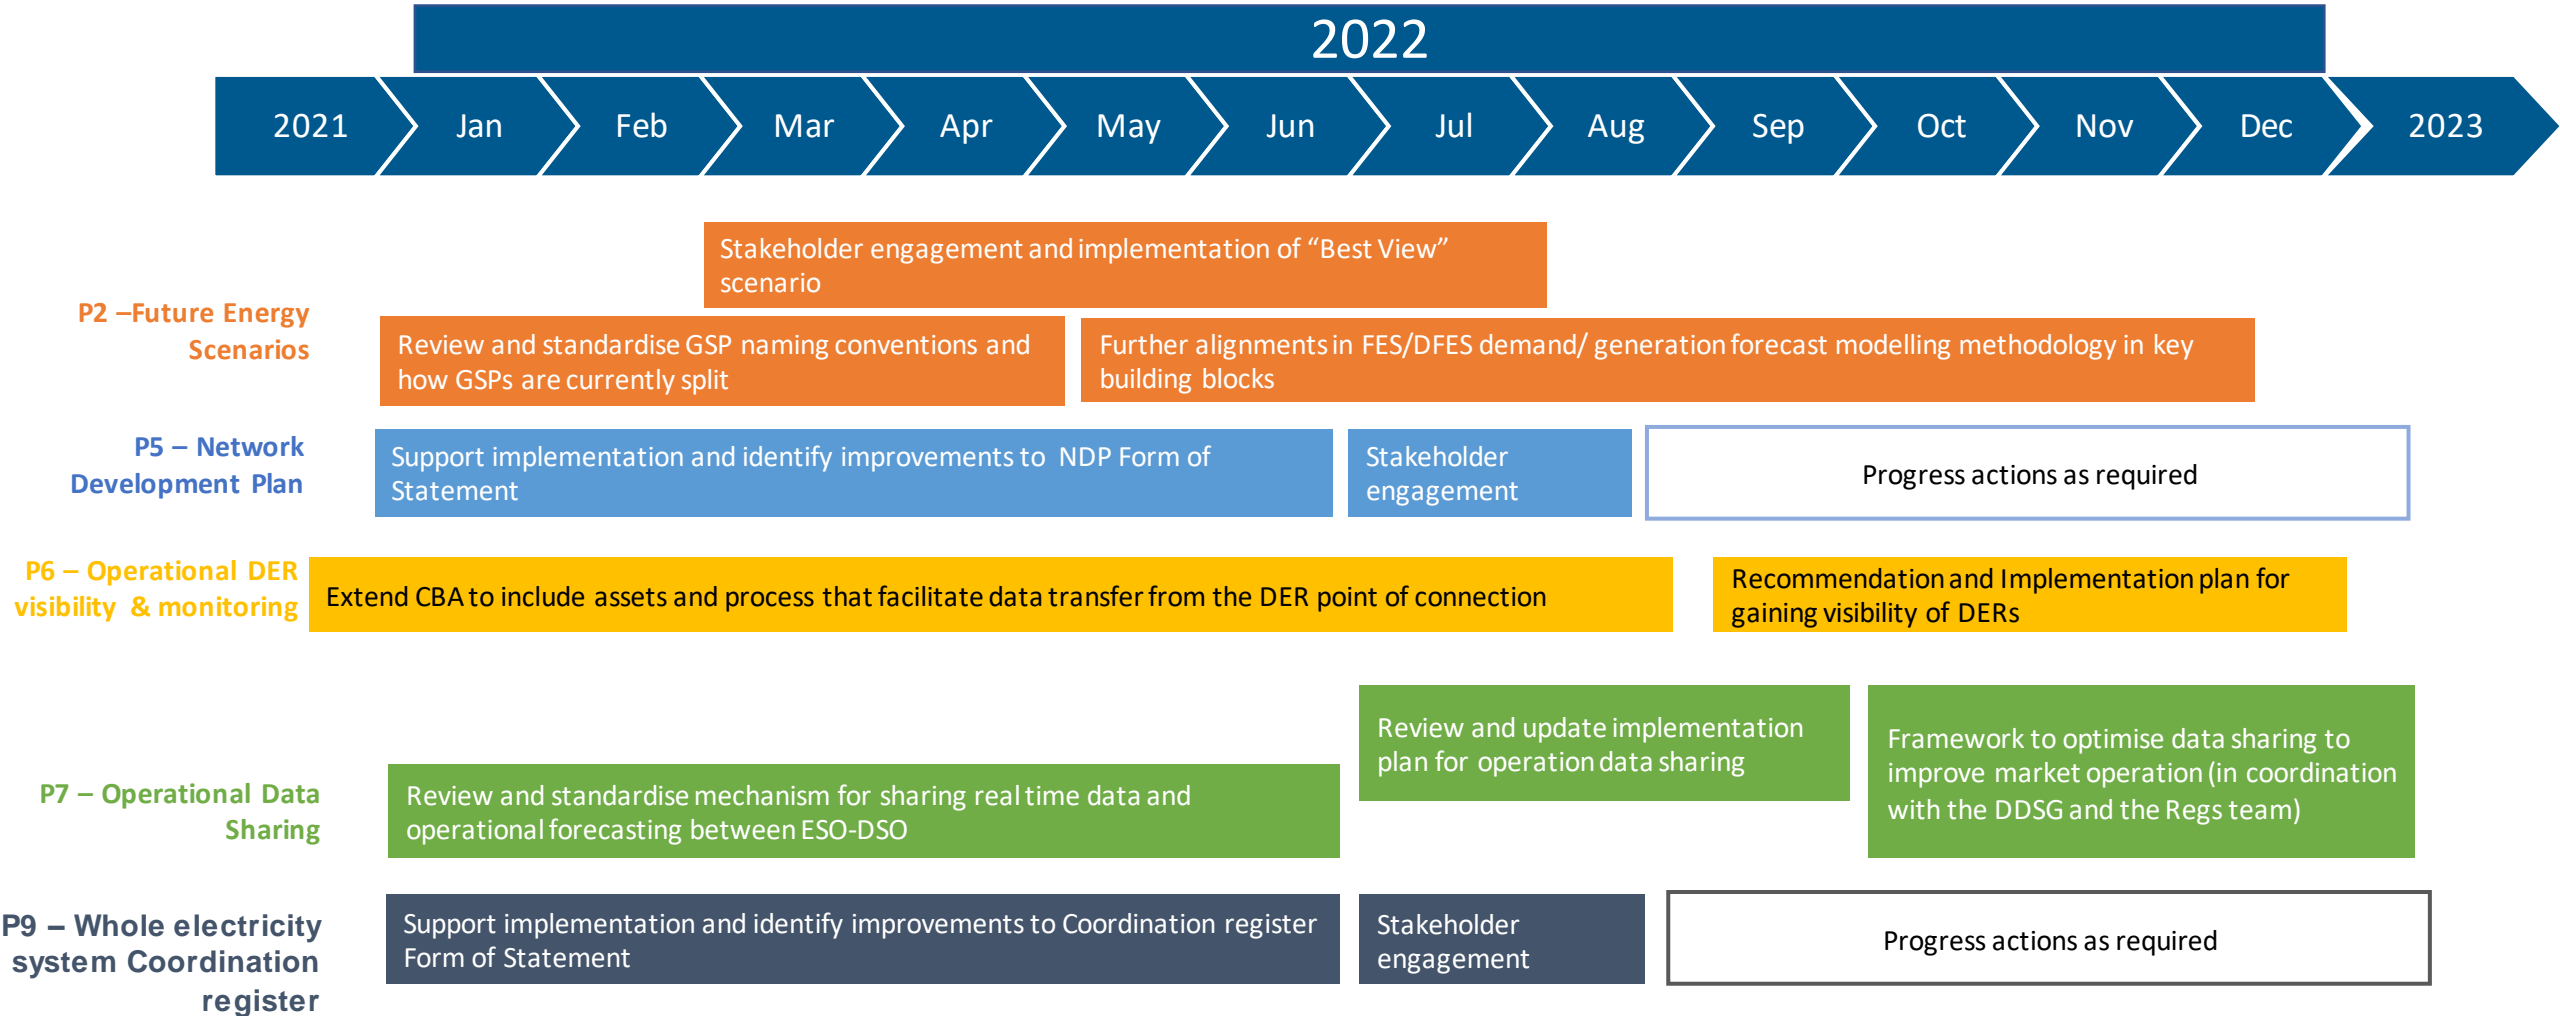 2022
2021
Jan
Feb
Mar
Apr
May
Jun
Jul
Aug
Sep
Oct
Nov
Dec
2023
P2 –Future Energy
Scenarios
Stakeholder engagement and implementation of “Best View”
scenario
Review and standardise GSP naming conventions and
how GSPs are currently split
Further alignments in FES/DFES demand/ generation forecast modelling methodology in key
building blocks
P5 – Network
Development Plan
Support implementation and identify improvements to NDP Form of
Statement
Stakeholder
engagement
Progress actions as required
P6 – Operational DER
visibility & monitoring
Extend CBA to include assets and process that facilitate data transfer from the DER point of connection
Recommendation and Implementation plan for
gaining visibility of DERs
P7 – Operational Data
Sharing
Review and standardise mechanism for sharing real time data and
operational forecasting between ESO-DSO
Review and update implementation
plan for operation data sharing
Framework to optimise data sharing to
improve market operation (in coordination
with the DDSG and the Regs team)
P9 – Whole electricity
system Coordination
register
Support implementation and identify improvements to Coordination register
Form of Statement
Stakeholder
engagement
Progress actions as required